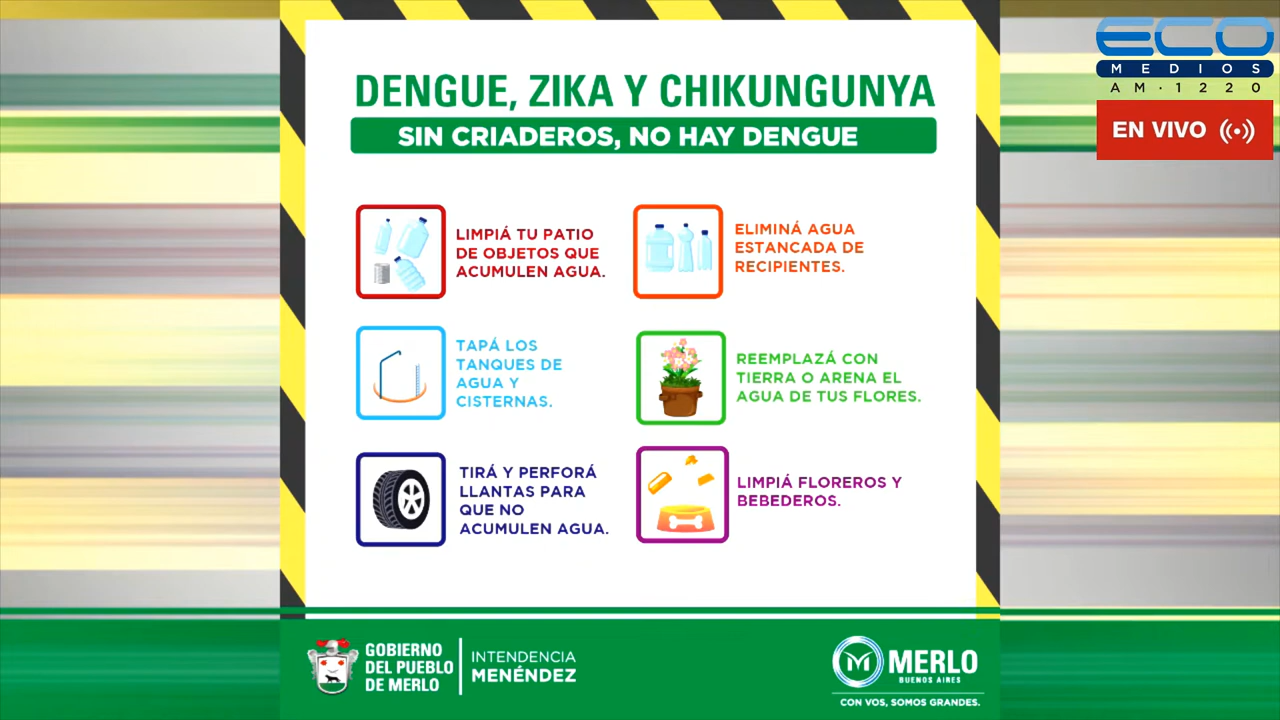 ECO
MEDIOS
AM·1220
EN VIVO
DENGUE, ZIKA Y CHIKUNGUNYA
SIN CRIADEROS, NO HAY DENGUE
LIMPIÁ TU PATIO
DE OBJETOS QUE
ACUMULEN AGUA.
ELIMINÁ AGUA
ESTANCADA DE
RECIPIENTES.
TAPÁ LOS
TANQUES DE
AGUA Y
CISTERNAS.
REEMPLAZÁ CON
TIERRA O ARENA EL
AGUA DE TUS FLORES.
TIRÁ Y PERFORÁ
LLANTAS PARA
QUE NO
ACUMULEN AGUA.
LIMPIÁ FLOREROS Y
BEBEDEROS.
GOBIERNO
DEL PUEBLO
DE MERLO
INTENDENCIA
MENÉNDEZ
MERLO
BUENOS AIRES
CON VOS, SOMOS GRANDES.